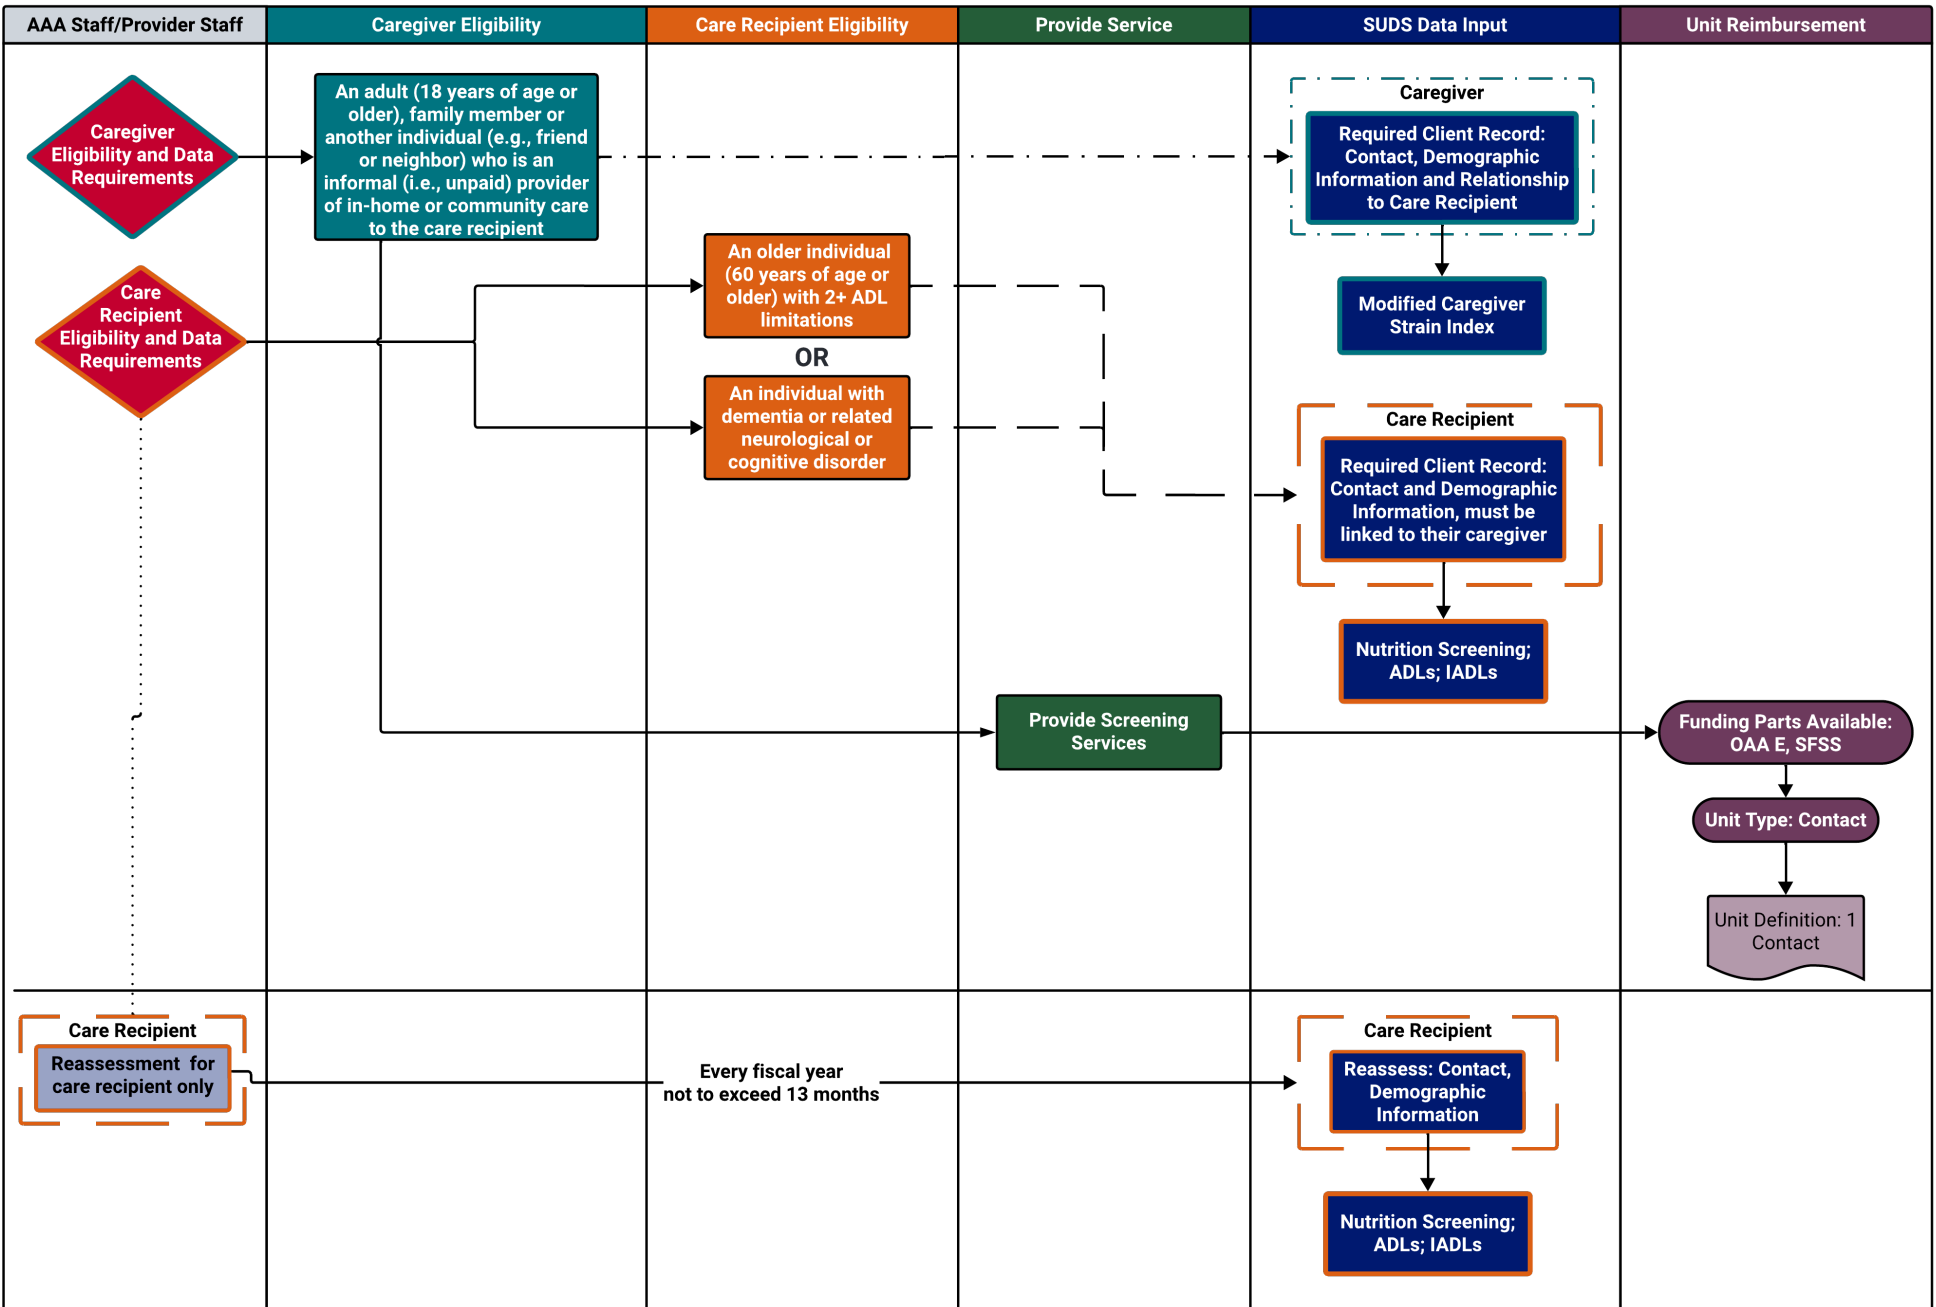 AAA Staff/Provider Staff
Caregiver Eligibility
Care Recipient Eligibility
Provide Service
SUDS Data Input
Unit Reimbursement
Caregiver
Eligibility and Data
Requirements
An adult (18 years of age or
older), family member or
another individual (e.g., friend
or neighbor) who is an
informal (i.e., unpaid) provider
of in-home or community care
to the care recipient
Caregiver
Required Client Record:
Contact, Demographic
Information and Relationship
to Care Recipient
Modified Caregiver
Strain Index
Care
Recipient
Eligibility and Data
Requirements
An older individual
(60 years of age or
older) with 2+ ADL
limitations
OR
An individual with
dementia or related
neurological or
cognitive disorder
Care Recipient
Required Client Record:
Contact and Demographic
Information, must be
linked to their caregiver
Nutrition Screening;
ADLs; IADLs
Provide Screening
Services
Funding Parts Available:
OAA E, SFSS
Unit Type: Contact
Unit Definition: 1
Contact
Care Recipient
Reassessment for
care recipient only
Every fiscal year
not to exceed 13 months
Care Recipient
Reassess: Contact,
Demographic
Information
Nutrition Screening;
ADLs; IADLs